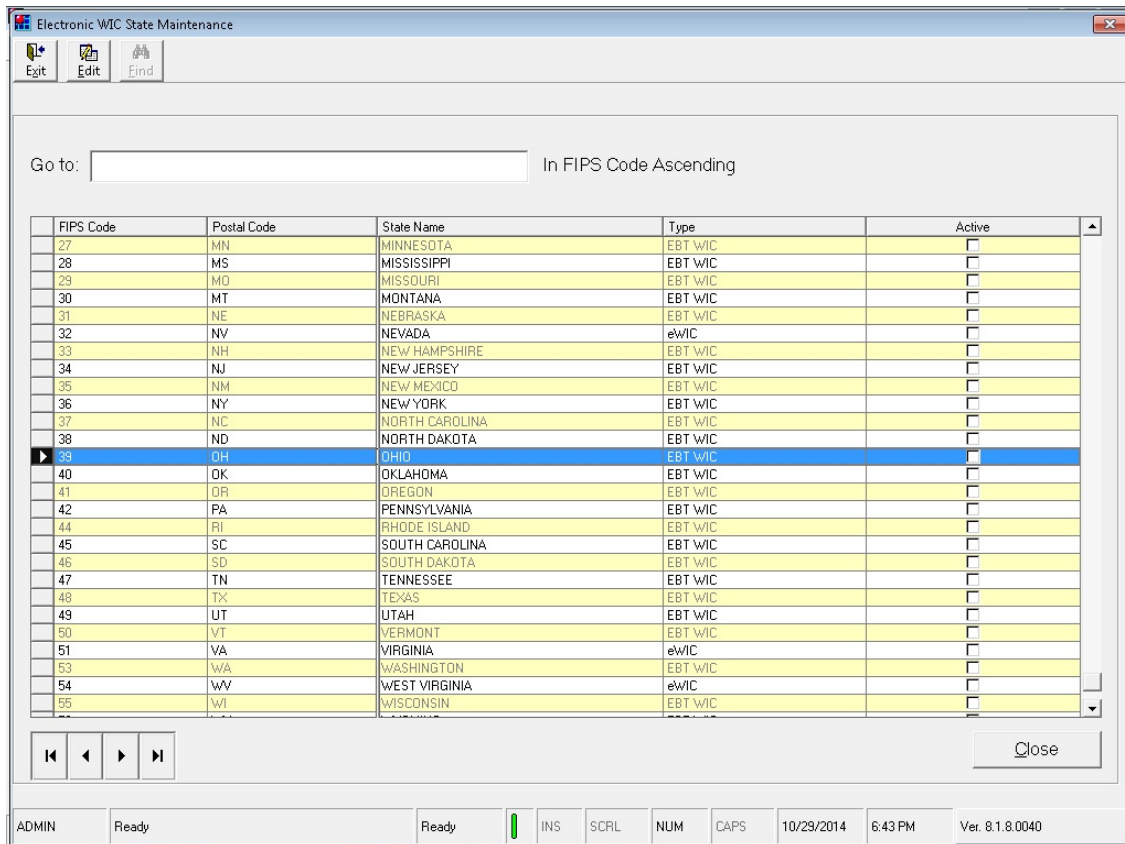 Electronic WIC State Maintenance
Exit Edit Find
Go to: In FIPS Code Ascending
FIPS Code Postal Code State Name Type Active
27 MN MINNESOTA EBT WIC
28 MS MISSISSIPPI EBT WIC
29 MO MISSOURI EBT WIC
30 MT MONTANA EBT WIC
31 NE NEBRASKA EBT WIC
32 NV NEVADA eWIC
33 NH NEW HAMPSHIRE EBT WIC
34 NJ NEW JERSEY EBT WIC
35 NM NEW MEXICO EBT WIC
36 NY NEW YORK EBT WIC
37 NC NORTH CAROLINA EBT WIC
38 ND NORTH DAKOTA EBT WIC
39 OH OHIO EBT WIC
40 OK OKLAHOMA EBT WIC
41 OR OREGON EBT WIC
42 PA PENNSYLVANIA EBT WIC
44 RI RHODE ISLAND EBT WIC
45 SC SOUTH CAROLINA EBT WIC
46 SD SOUTH DAKOTA EBT WIC
47 TN TENNESSEE EBT WIC
48 TX TEXAS EBT WIC
49 UT UTAH EBT WIC
50 VT VERMONT EBT WIC
51 VA VIRGINIA eWIC
53 WA WASHINGTON EBT WIC
54 WV WEST VIRGINIA eWIC
55 WI WISCONSIN EBT WIC
Close
ADMIN Ready Ready INS SCRL NUM CAPS 10/29/2014 6:43 PM Ver. 8.1.8.0040